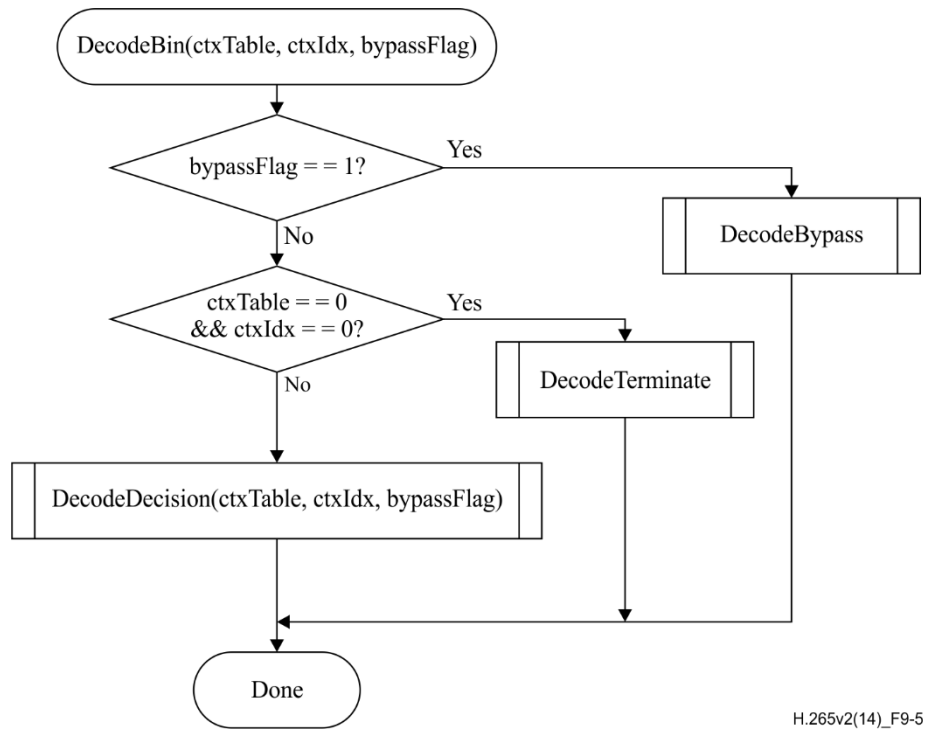 DecodeBin(ctxTable, ctxIdx, bypassFlag)
bypassFlag = = 1?
Yes
DecodeBypass
No
ctxTable = = 0
&& ctxIdx = = 0?
Yes
DecodeTerminate
No
DecodeDecision(ctxTable, ctxIdx, bypassFlag)
Done
H.265v2(14)_F9-5